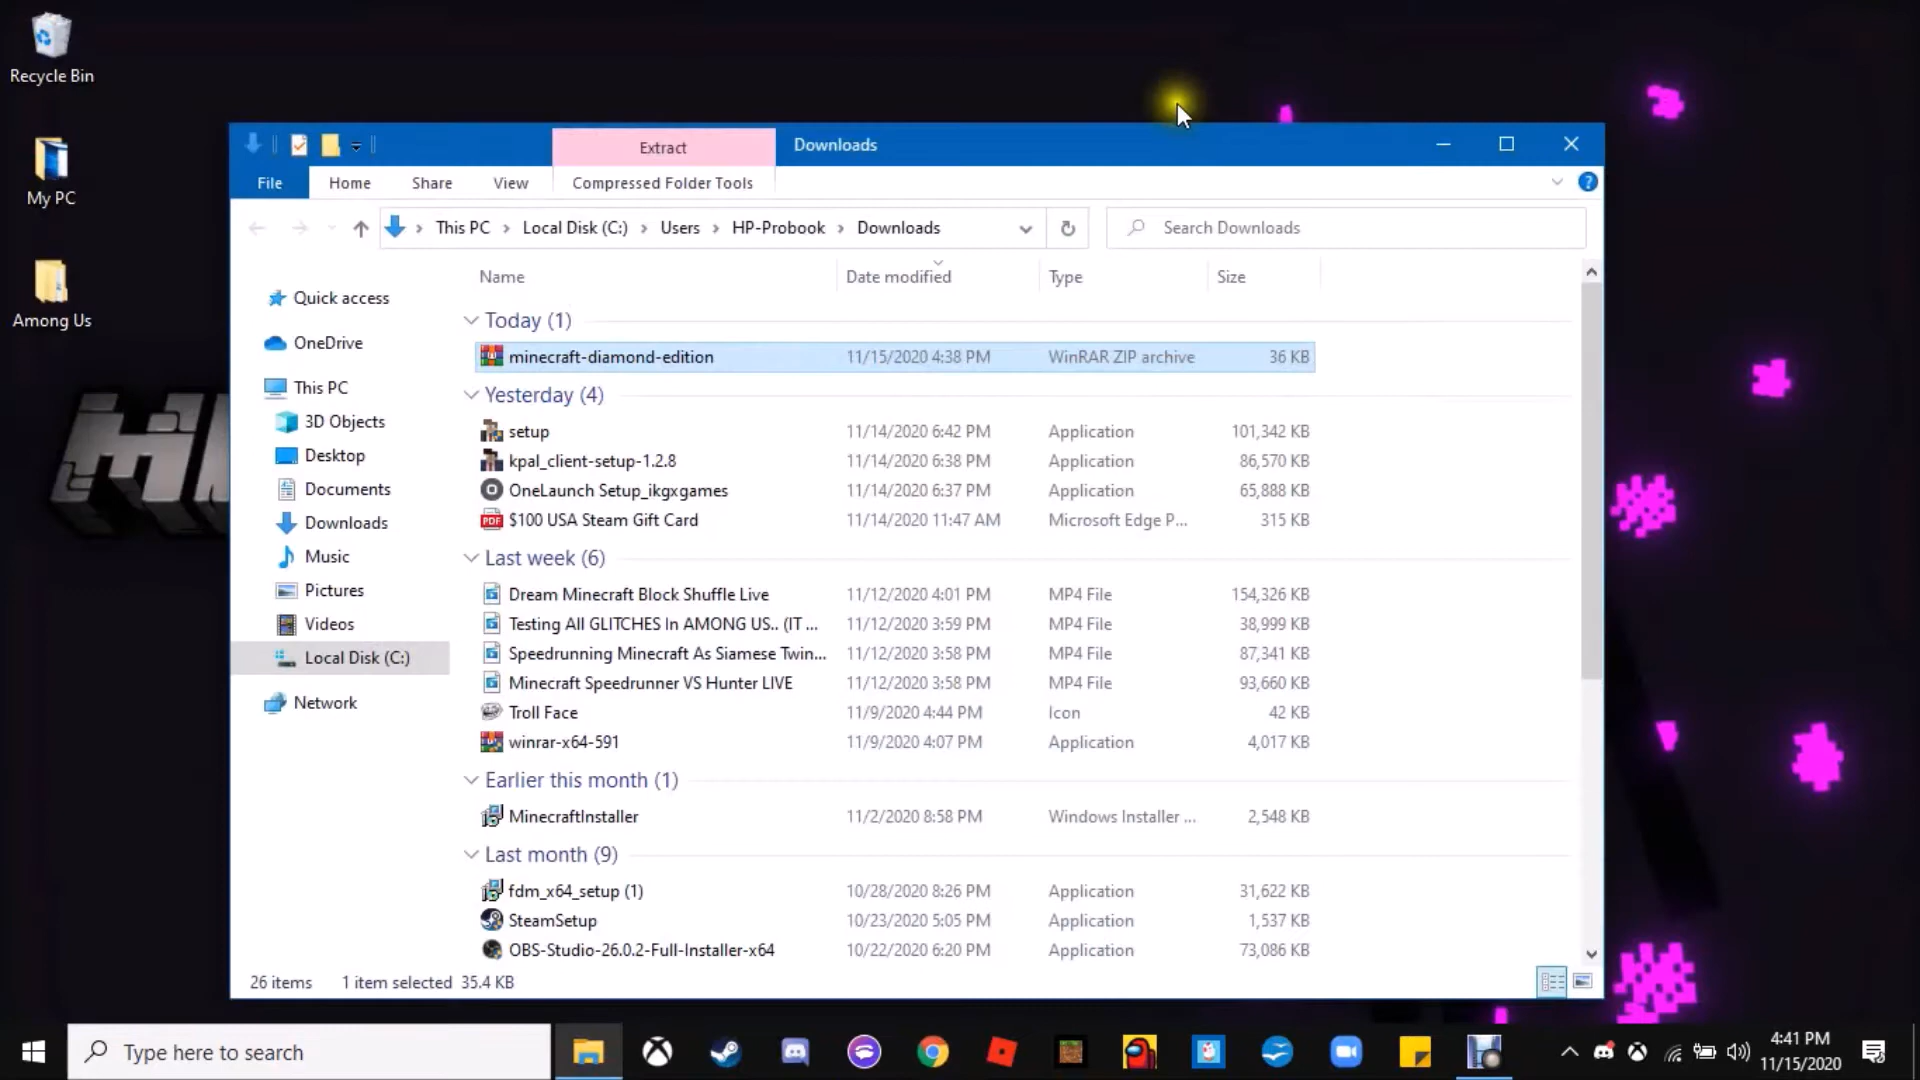 Recycle Bin
My PC
Among Us
Extract
Downloads
File
Home
Share
View
Compressed Folder Tools
This PC
Local Disk (C:)
Users
HP-Probook
Downloads
Search Downloads
Quick access
OneDrive
This PC
3D Objects
Desktop
Documents
Downloads
Music
Pictures
Videos
Local Disk (C:)
Network
Name Date modified Type Size
Today (1)
minecraft-diamond-edition 11/15/2020 4:38 PM WinRAR ZIP archive 36 KB
Yesterday (4)
setup 11/14/2020 6:42 PM Application 101,342 KB
kpal_client-setup-1.2.8 11/14/2020 6:38 PM Application 86,570 KB
OneLaunch Setup_ikgxgames 11/14/2020 6:37 PM Application 65,888 KB
$100 USA Steam Gift Card 11/14/2020 11:47 AM Microsoft Edge P... 315 KB
Last week (6)
Dream Minecraft Block Shuffle Live 11/12/2020 4:01 PM MP4 File 154,326 KB
Testing All GLITCHES In AMONG US.. (IT ... 11/12/2020 3:59 PM MP4 File 38,999 KB
Speedrunning Minecraft As Siamese Twin... 11/12/2020 3:58 PM MP4 File 87,341 KB
Minecraft Speedrunner VS Hunter LIVE 11/12/2020 3:58 PM MP4 File 93,660 KB
Troll Face 11/9/2020 4:44 PM Icon 42 KB
winrar-x64-591 11/9/2020 4:07 PM Application 4,017 KB
Earlier this month (1)
MinecraftInstaller 11/2/2020 8:58 PM Windows Installer ... 2,548 KB
Last month (9)
fdm_x64_setup (1) 10/28/2020 8:26 PM Application 31,622 KB
SteamSetup 10/23/2020 5:05 PM Application 1,537 KB
OBS-Studio-26.0.2-Full-Installer-x64 10/22/2020 6:20 PM Application 73,086 KB
26 items 1 item selected 35.4 KB
Type here to search
4:41 PM
11/15/2020